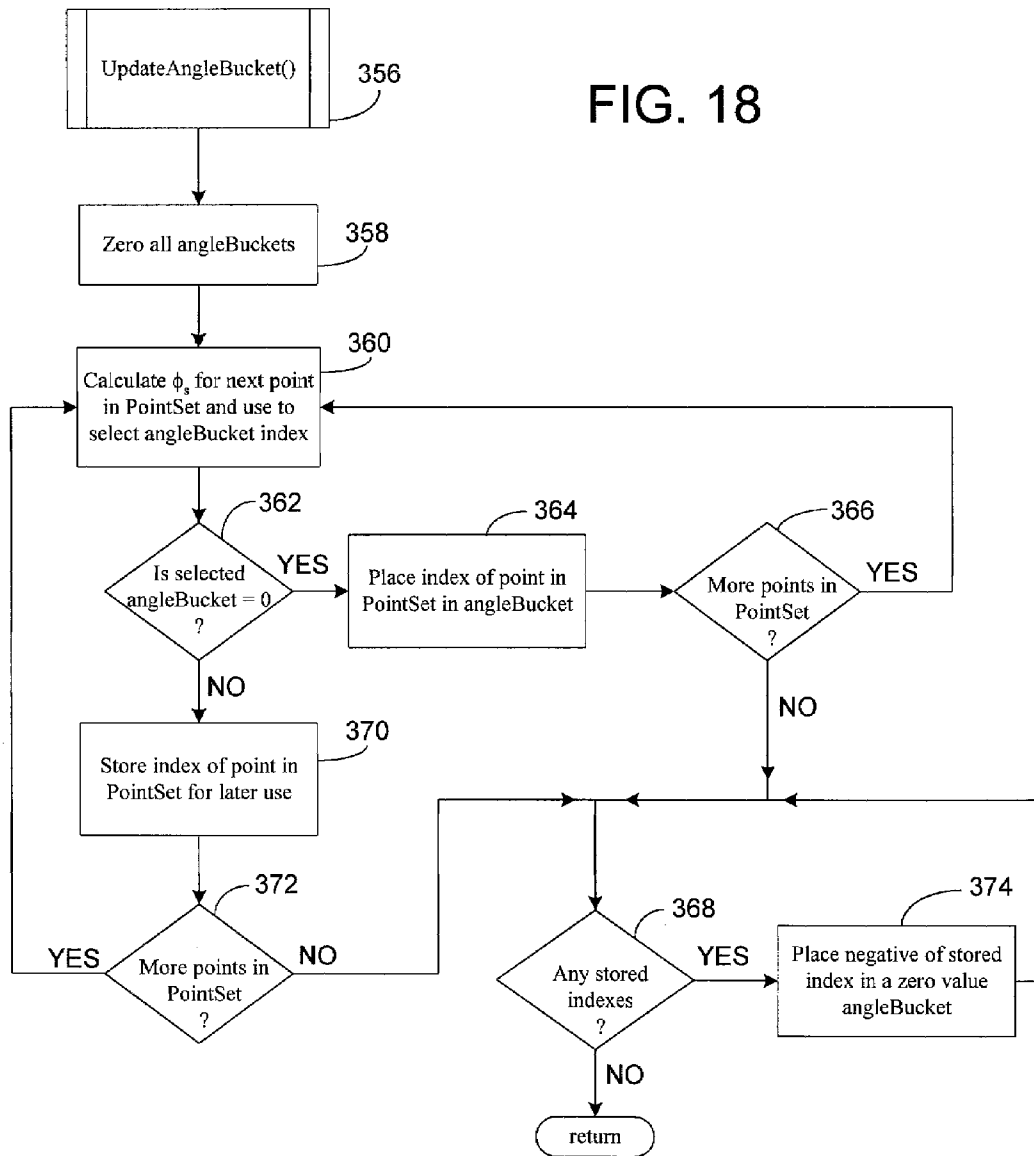 UpdateAngleBucket()
356
FIG. 18
Zero all angleBuckets
358
360
Calculate ϕs for next point
in PointSet and use to
select angleBucket index
362
Is selected
angleBucket = 0
?
YES
364
Place index of point in
PointSet in angleBucket
366
More points in
PointSet
?
YES
NO
NO
370
Store index of point in
PointSet for later use
372
YES
More points in
PointSet
?
NO
368
Any stored
indexes
?
YES
374
Place negative of stored
index in a zero value
angleBucket
NO
return